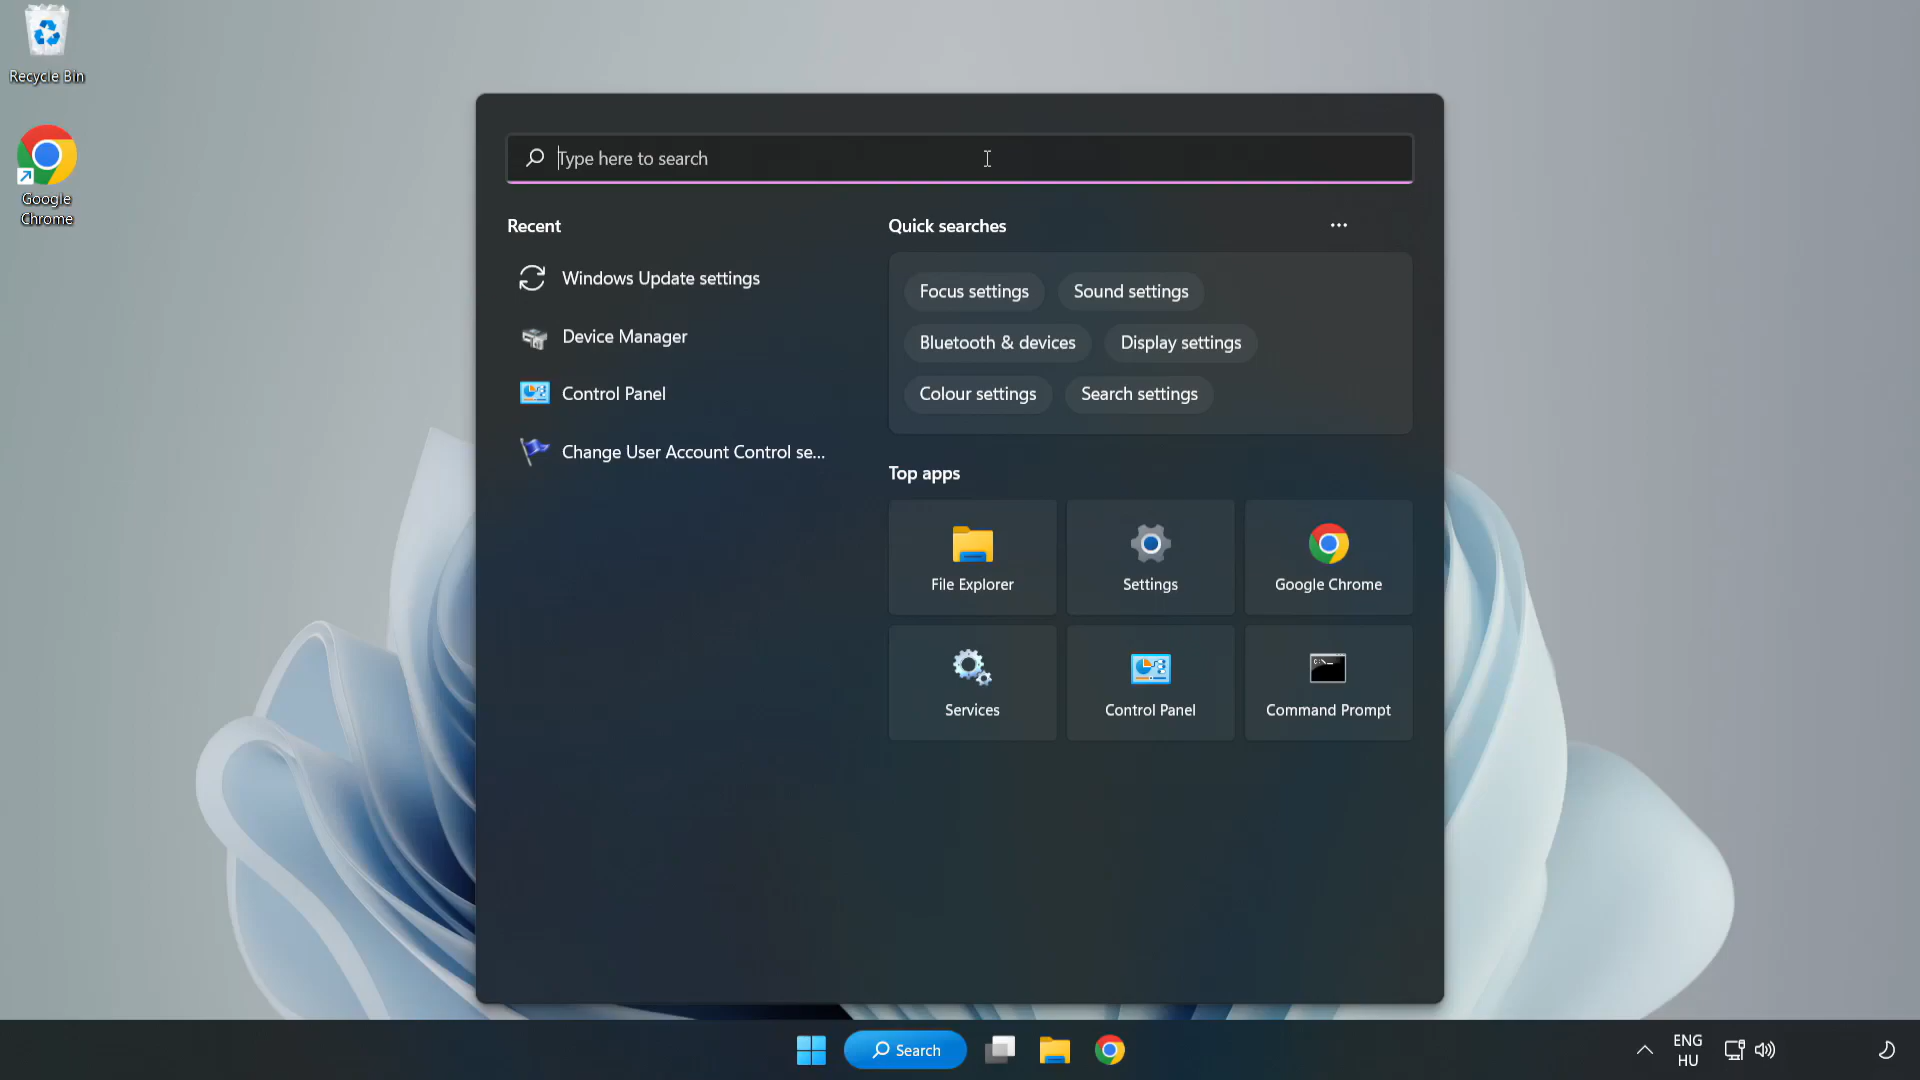 Recycle Bin
Google
Chrome
Type here to search
Recent
Windows Update settings
Device Manager
Control Panel
Change User Account Control se...
Quick searches
Focus settings
Sound settings
Bluetooth & devices
Display settings
Colour settings
Search settings
Top apps
File Explorer
Settings
Google Chrome
Services
Control Panel
Command Prompt
Search
ENG
HU